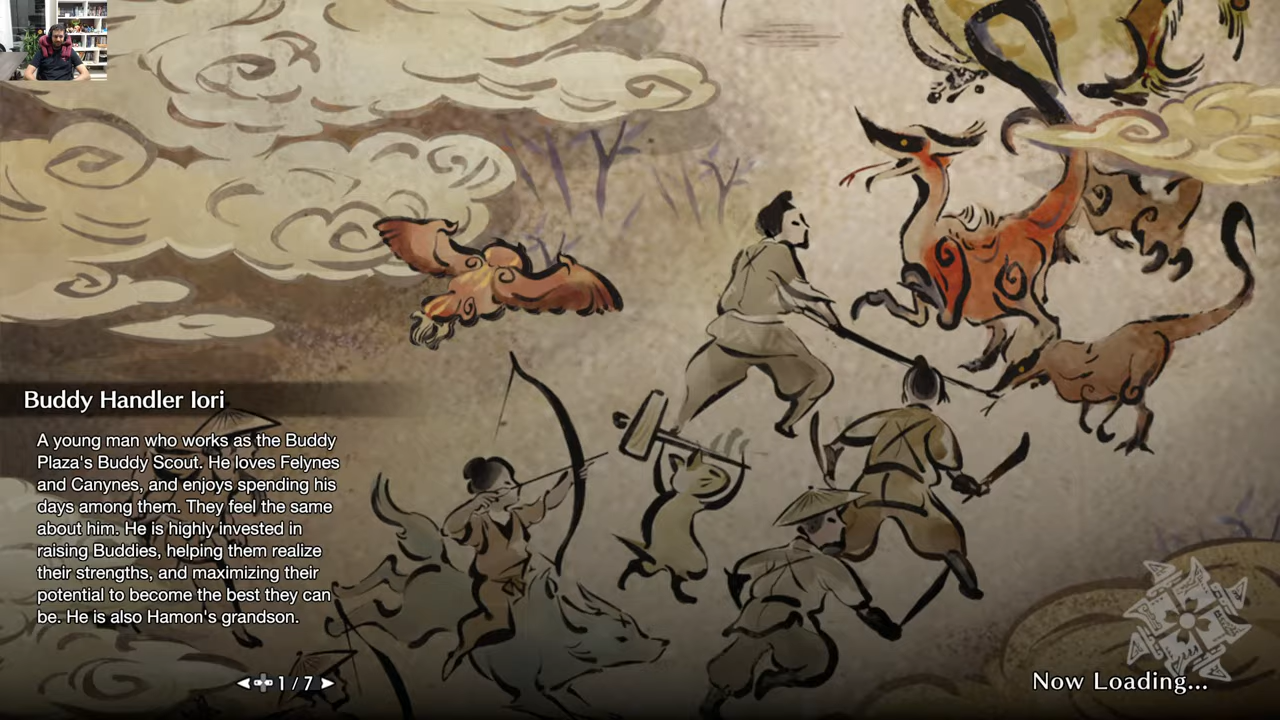 Buddy Handler Iori
A young man who works as the Buddy
Plaza's Buddy Scout. He loves Felynes
and Canynes, and enjoys spending his
days among them. They feel the same
about him. He is highly invested in
raising Buddies, helping them realize
their strengths, and maximizing their
potential to become the best they can
be. He is also Hamon's grandson.
1 / 7
Now Loading...